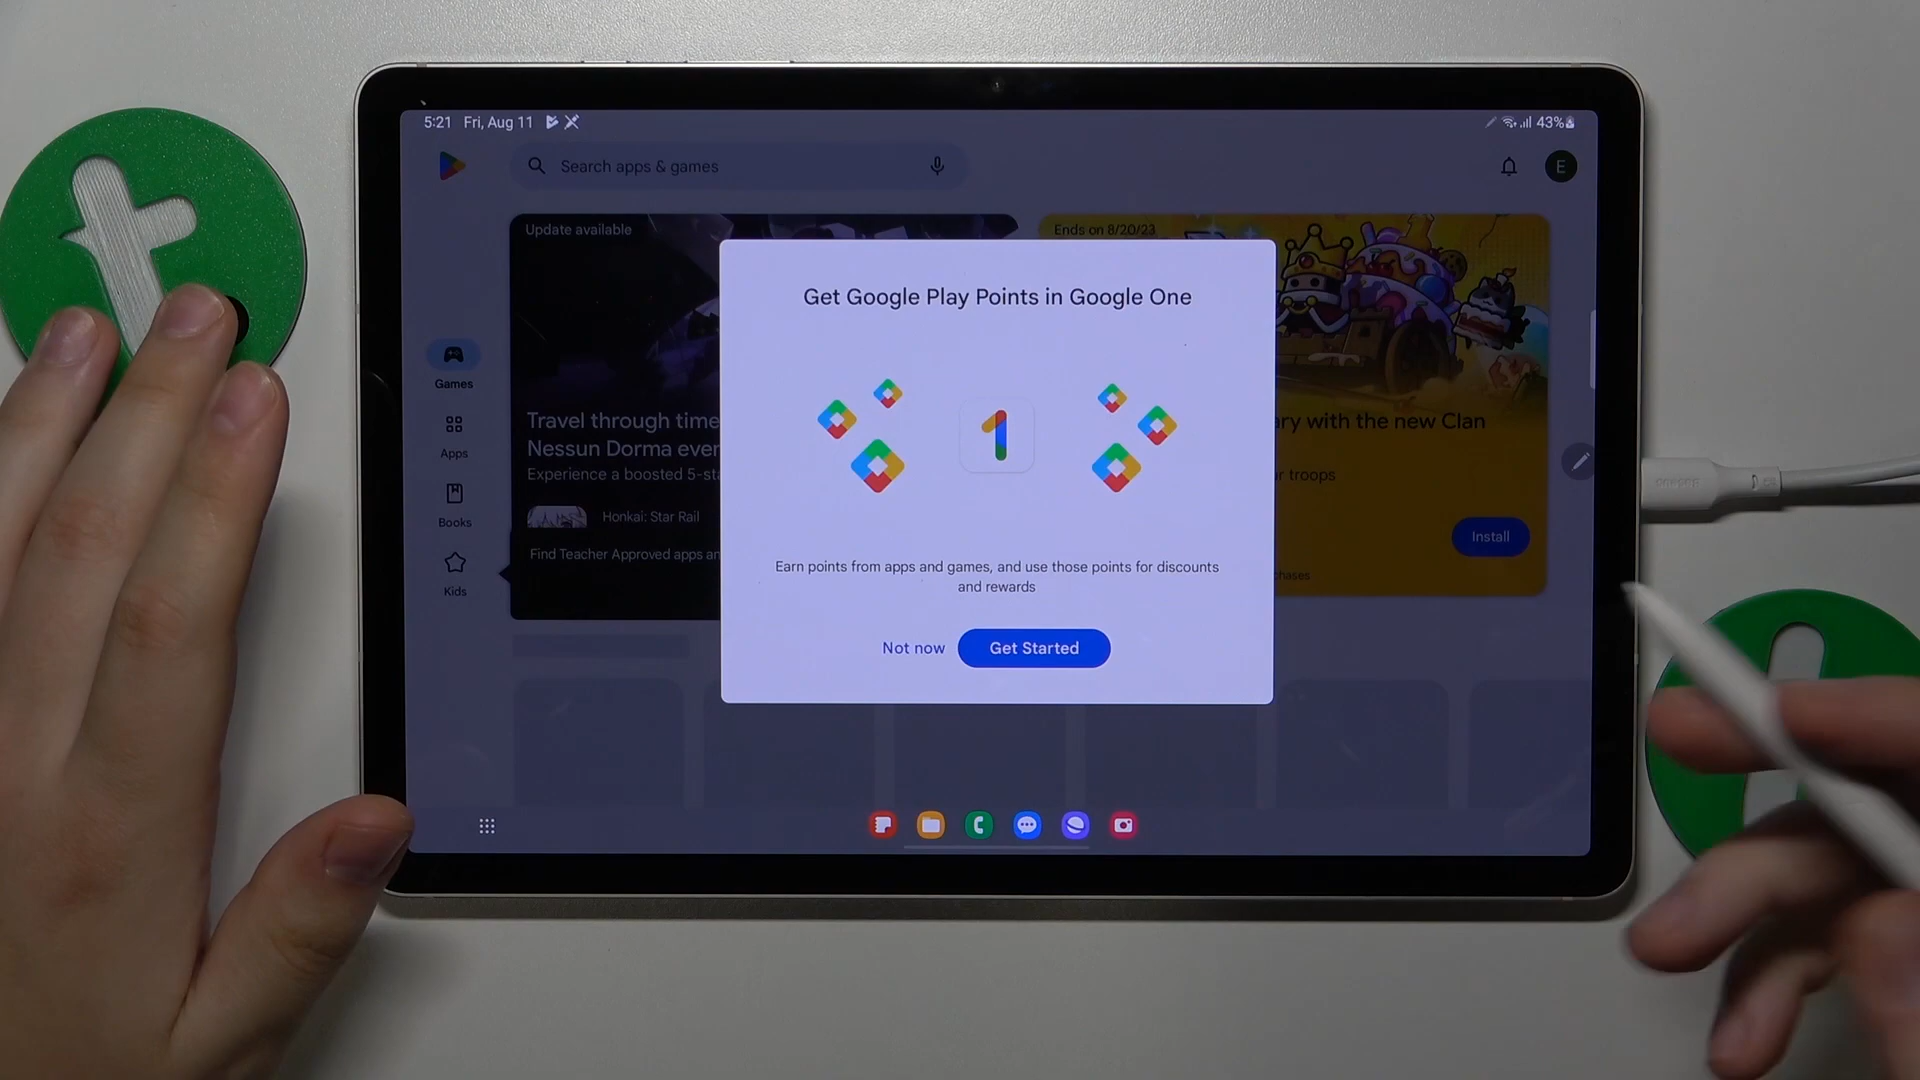 5:21 Fri, Aug 11
43%
Search apps & games
E
Update available
Ends on 8/20/23
Get Google Play Points in Google One
1
Games
Travel through time
Nessun Dorma ever
Experience a boosted 5-sta
ary with the new Clan
r troops
Apps
Books
Honkai: Star Rail
Install
Find Teacher Approved apps an
Earn points from apps and games, and use those points for discounts
and rewards
chases
Kids
Not now
Get Started